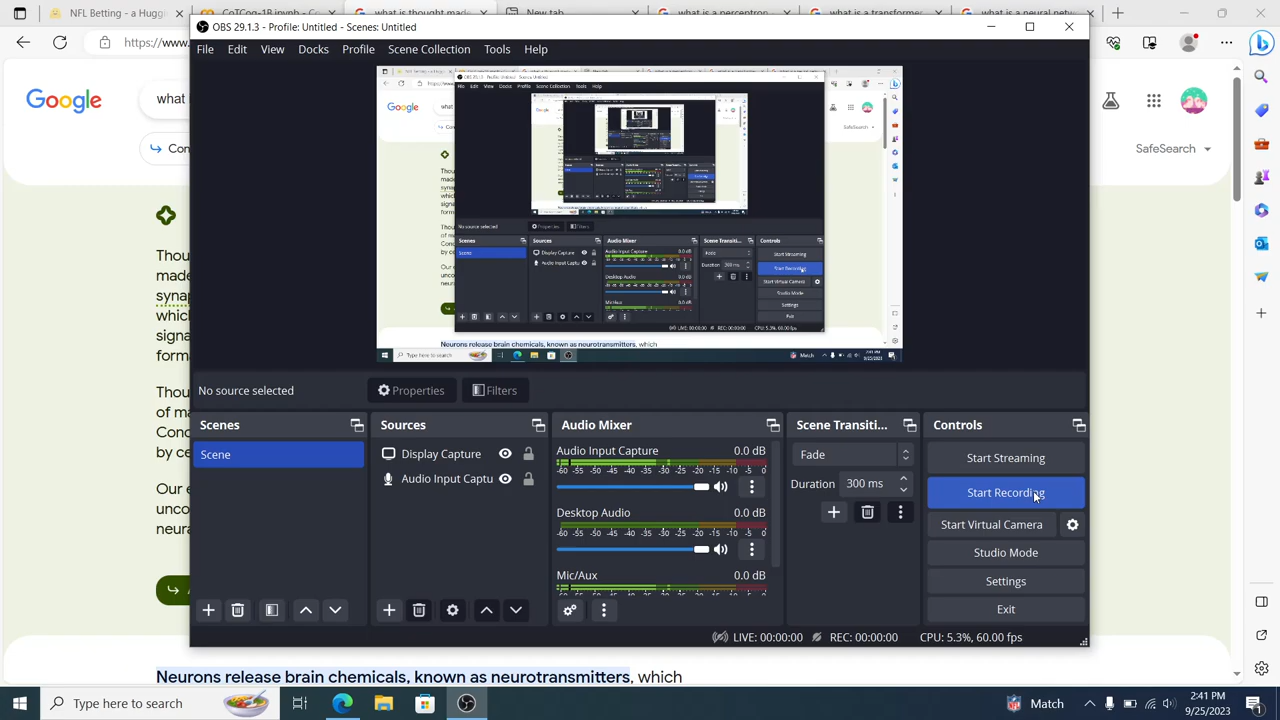 NFL Betting a Hog
what is a
what is a thought made
what is a transform
what is a neural netw
OBS 29.1.3 - Profile: Untitled - Scenes: Untitled
File Edit View Docks Profile Scene Collection Tools Help
https://www.
Google
what
SafeSearch
Thou
made
synap
which
signa
form
Thou
of ma
Conc
by ce
Our e
unco
neura
No source selected
Properties
Filters
Scenes
Sources
Audio Mixer
Scene Transiti...
Controls
Scene
Display Capture
Audio Input Captu
Audio Input Capture 0.0 dB
-60 -55 -50 -45 -40 -35 -30 -25 -20 -15 -10 -5 0
Desktop Audio 0.0 dB
-60 -55 -50 -45 -40 -35 -30 -25 -20 -15 -10 -5 0
Mic/Aux 0.0 dB
Fade
Duration 300 ms
Start Streaming
Start Recording
Start Virtual Camera
Studio Mode
Settings
Exit
LIVE: 00:00:00 REC: 00:00:00 CPU: 5.3%, 60.00 fps
Neurons release brain chemicals, known as neurotransmitters, which
Type here to search
Match
2:41 PM
9/25/2023